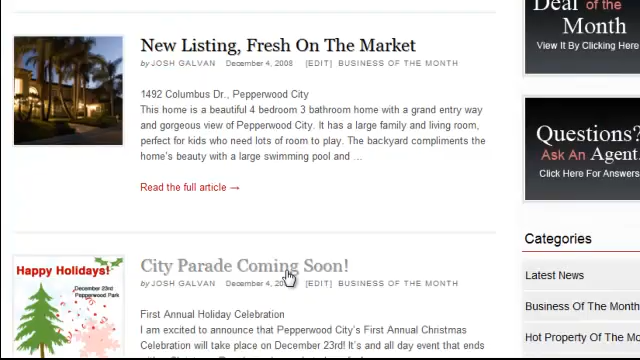 New Listing, Fresh On The Market
by JOSH GALVAN December 4, 2008 [EDIT] BUSINESS OF THE MONTH
1492 Columbus Dr., Pepperwood City
This home is a beautiful 4 bedroom 3 bathroom home with a grand entry way
and gorgeous view of Pepperwood City. It has a large family and living room,
perfect for kids who need lots of room to play. The backyard compliments the
home's beauty with a large swimming pool and ...
Read the full article →
City Parade Coming Soon!
by JOSH GALVAN December 4, [EDIT] BUSINESS OF THE MONTH
First Annual Holiday Celebration
I am excited to announce that Pepperwood City's First Annual Christmas
Celebration will take place on December 23rd! It's and all day event that ends
Happy Holidays!
December 23rd
Pepperwood Park
Deal of the
Month
View It By Clicking Here
Questions?
Ask An Agent.
Click Here For Answers
Categories
Latest News
Business Of The Month
Hot Property Of The Mo